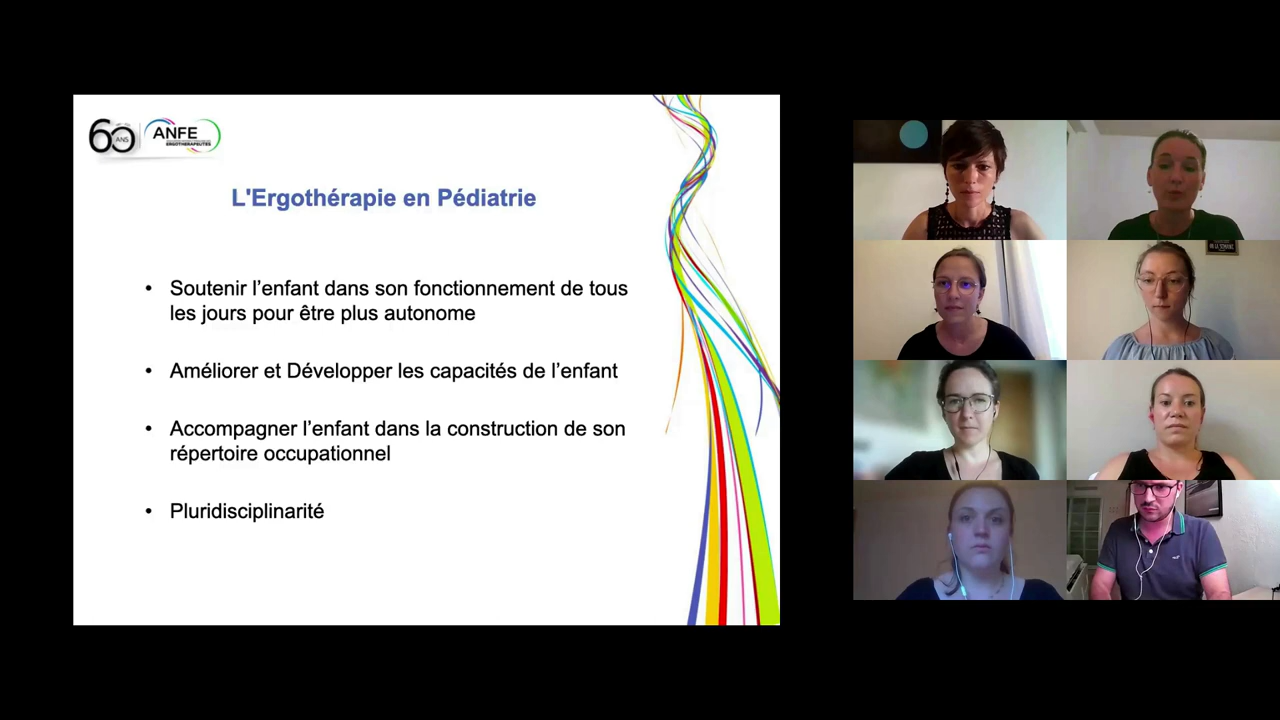 60 ANS
ANFE
ERGOTHÉRAPEUTES
L'Ergothérapie en Pédiatrie
• Soutenir l'enfant dans son fonctionnement de tous
les jours pour être plus autonome
• Améliorer et Développer les capacités de l'enfant
• Accompagner l'enfant dans la construction de son
répertoire occupationnel
• Pluridisciplinarité